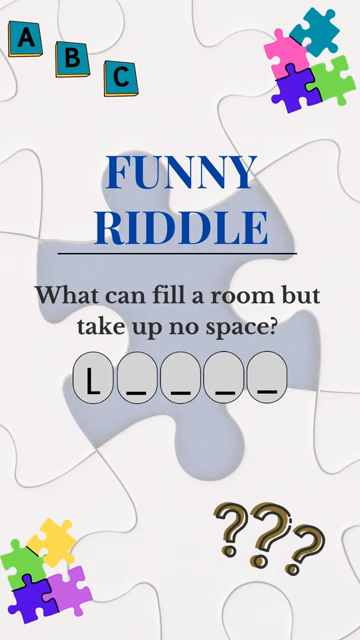 A
B
C
FUNNY
RIDDLE
What can fill a room but
take up no space?
L _ _ _ _
???